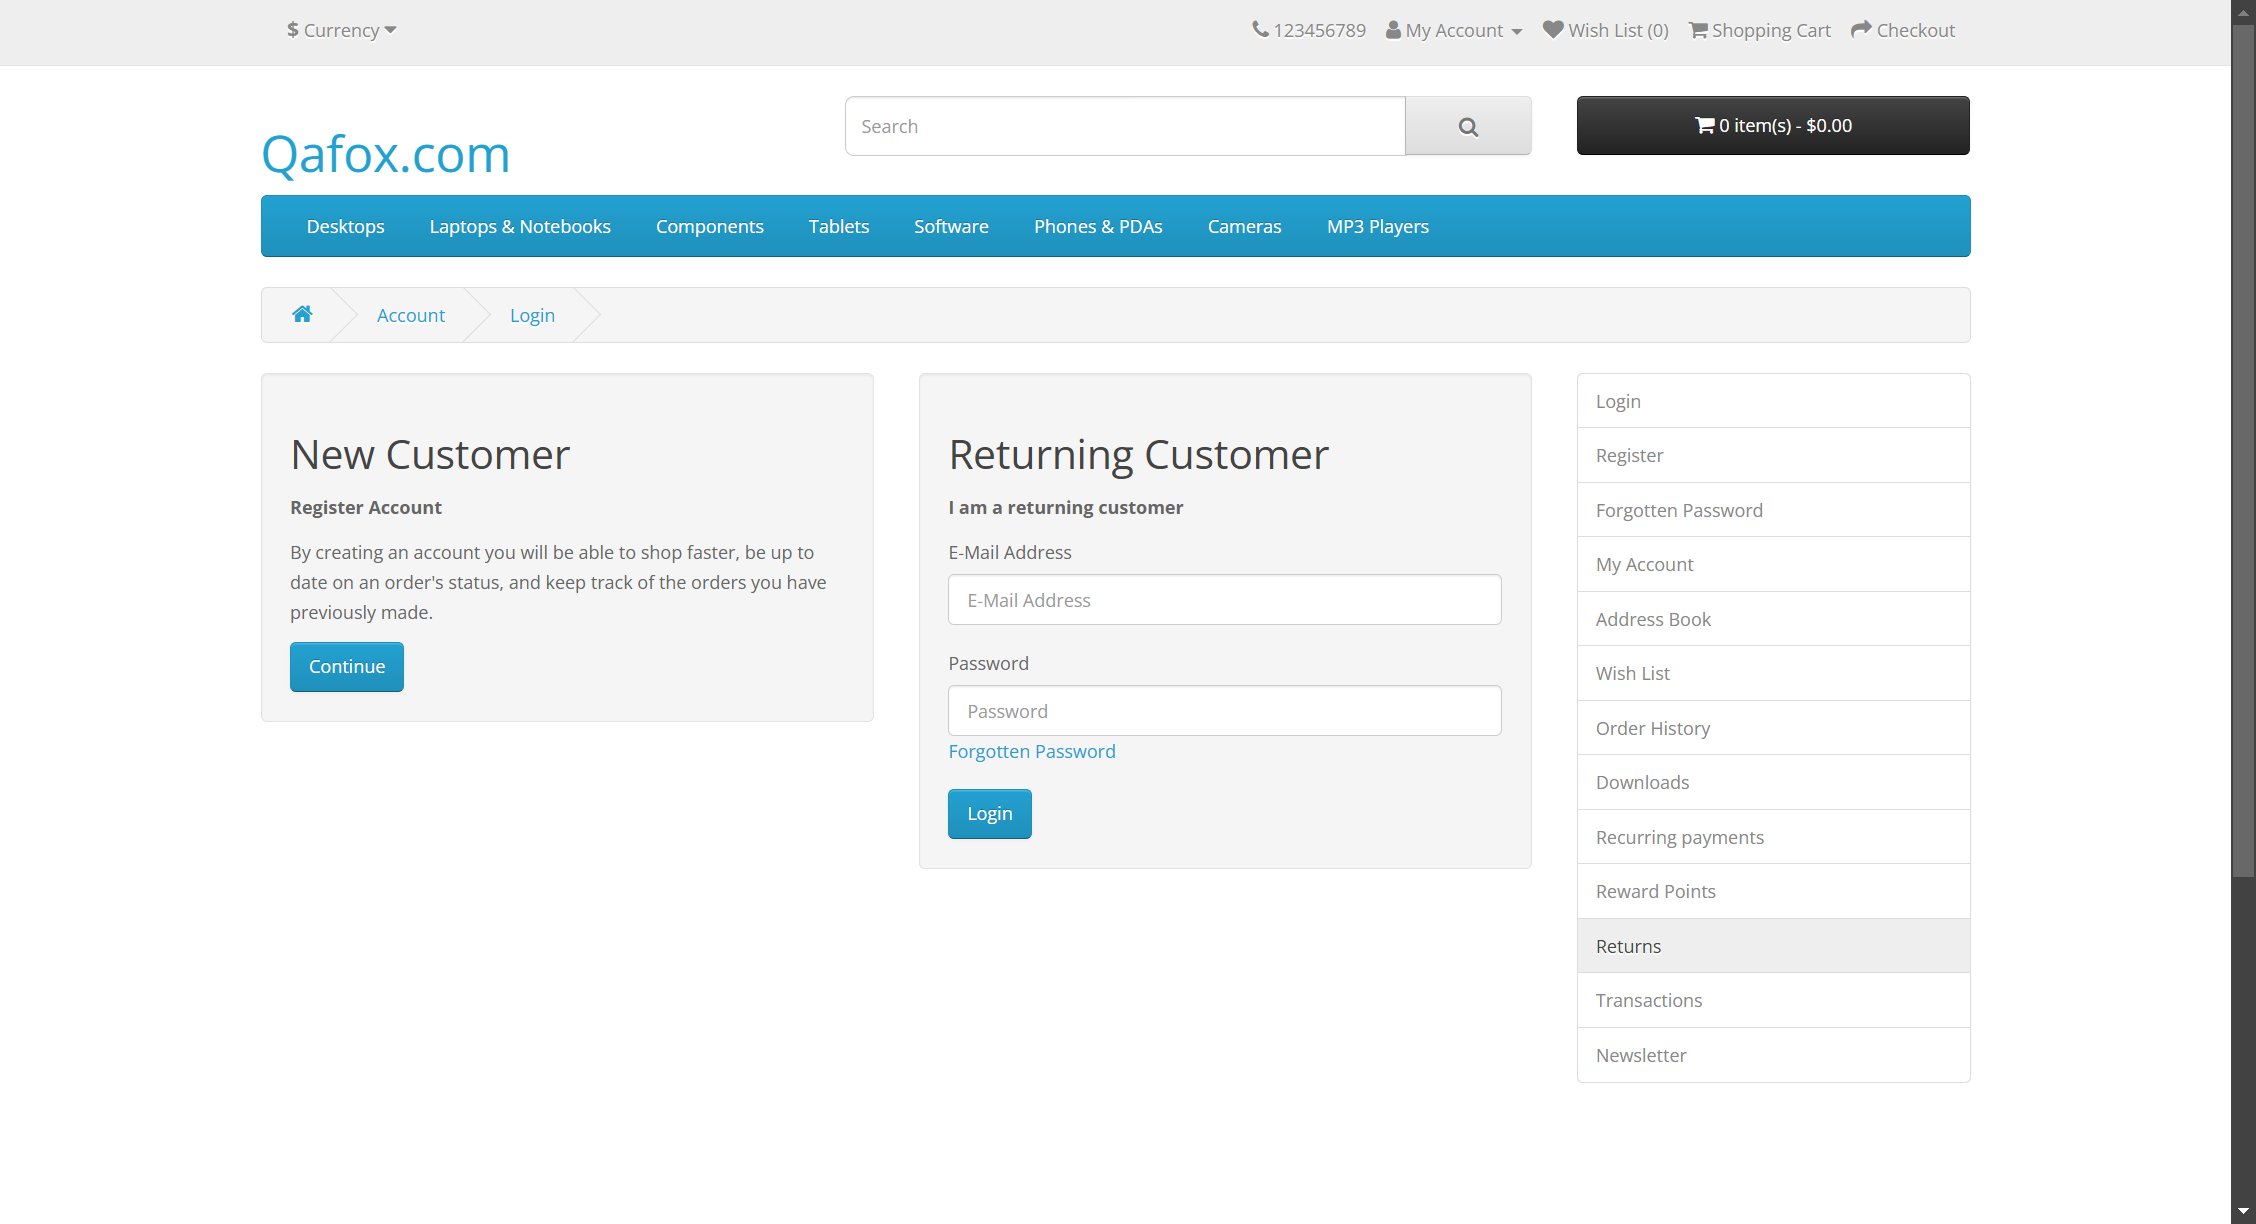 $ Currency
123456789 My Account Wish List (0) Shopping Cart Checkout
Qafox.com
Search
0 item(s) - $0.00
Desktops Laptops & Notebooks Components Tablets Software Phones & PDAs Cameras MP3 Players
Account Login
New Customer
Register Account
By creating an account you will be able to shop faster, be up to
date on an order's status, and keep track of the orders you have
previously made.
Continue
Returning Customer
I am a returning customer
E-Mail Address
E-Mail Address
Password
Password
Forgotten Password
Login
Login
Register
Forgotten Password
My Account
Address Book
Wish List
Order History
Downloads
Recurring payments
Reward Points
Returns
Transactions
Newsletter